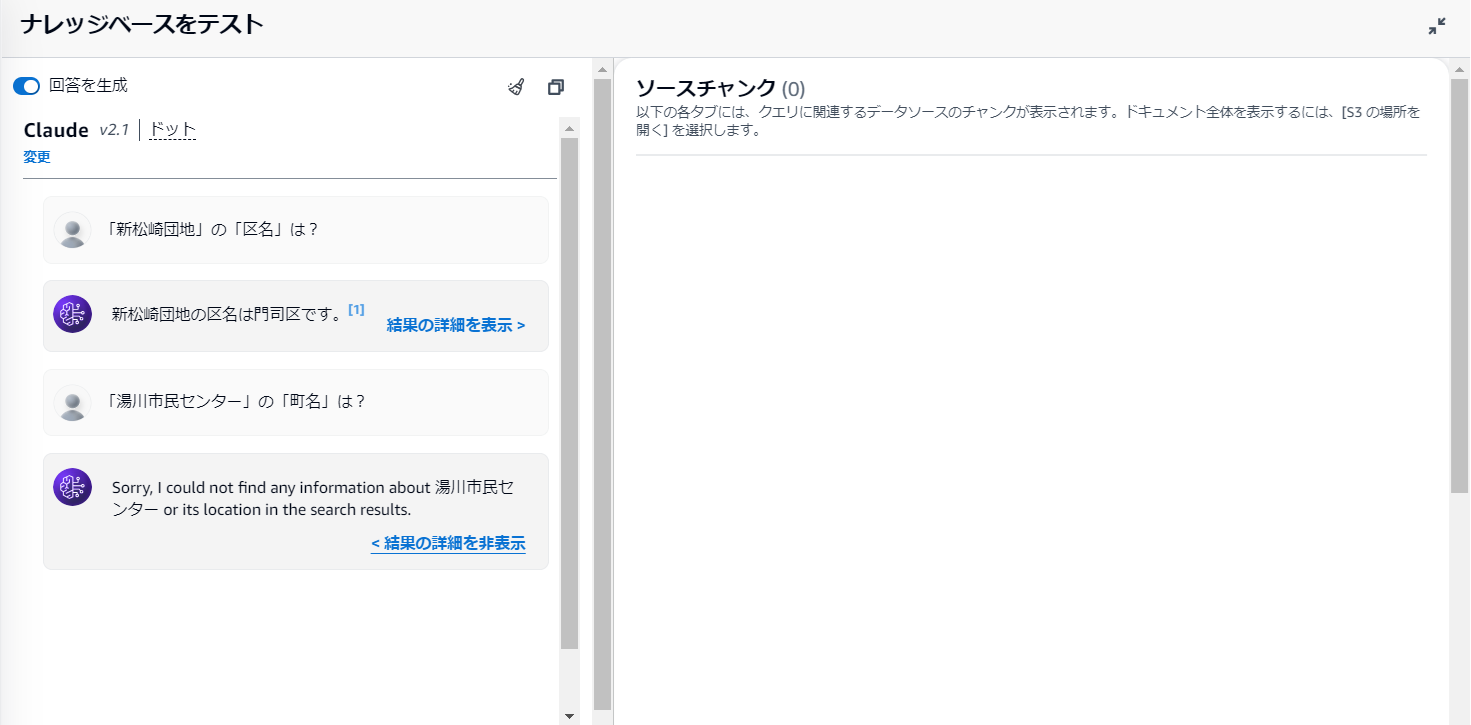 ナレッジベースをテスト
回答を生成
Claude v2.1 | ドット
変更
「新松崎団地」の「区名」は？
新松崎団地の区名は門司区です。[1]
結果の詳細を表示 >
「湯川市民センター」の「町名」は？
Sorry, I could not find any information about 湯川市民セ
ンター or its location in the search results.
< 結果の詳細を非表示
ソースチャンク (0)
以下の各タブには、クエリに関連するデータソースのチャンクが表示されます。ドキュメント全体を表示するには、[S3 の場所を
開く] を選択します。